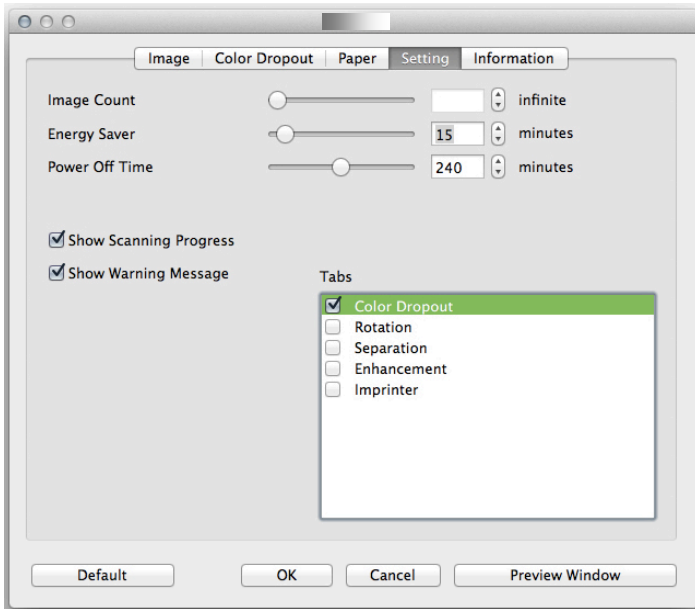 Image Color Dropout Paper Setting Information
Image Count infinite
Energy Saver 15 minutes
Power Off Time 240 minutes
Show Scanning Progress
Show Warning Message
Tabs
Color Dropout
Rotation
Separation
Enhancement
Imprinter
Default OK Cancel Preview Window